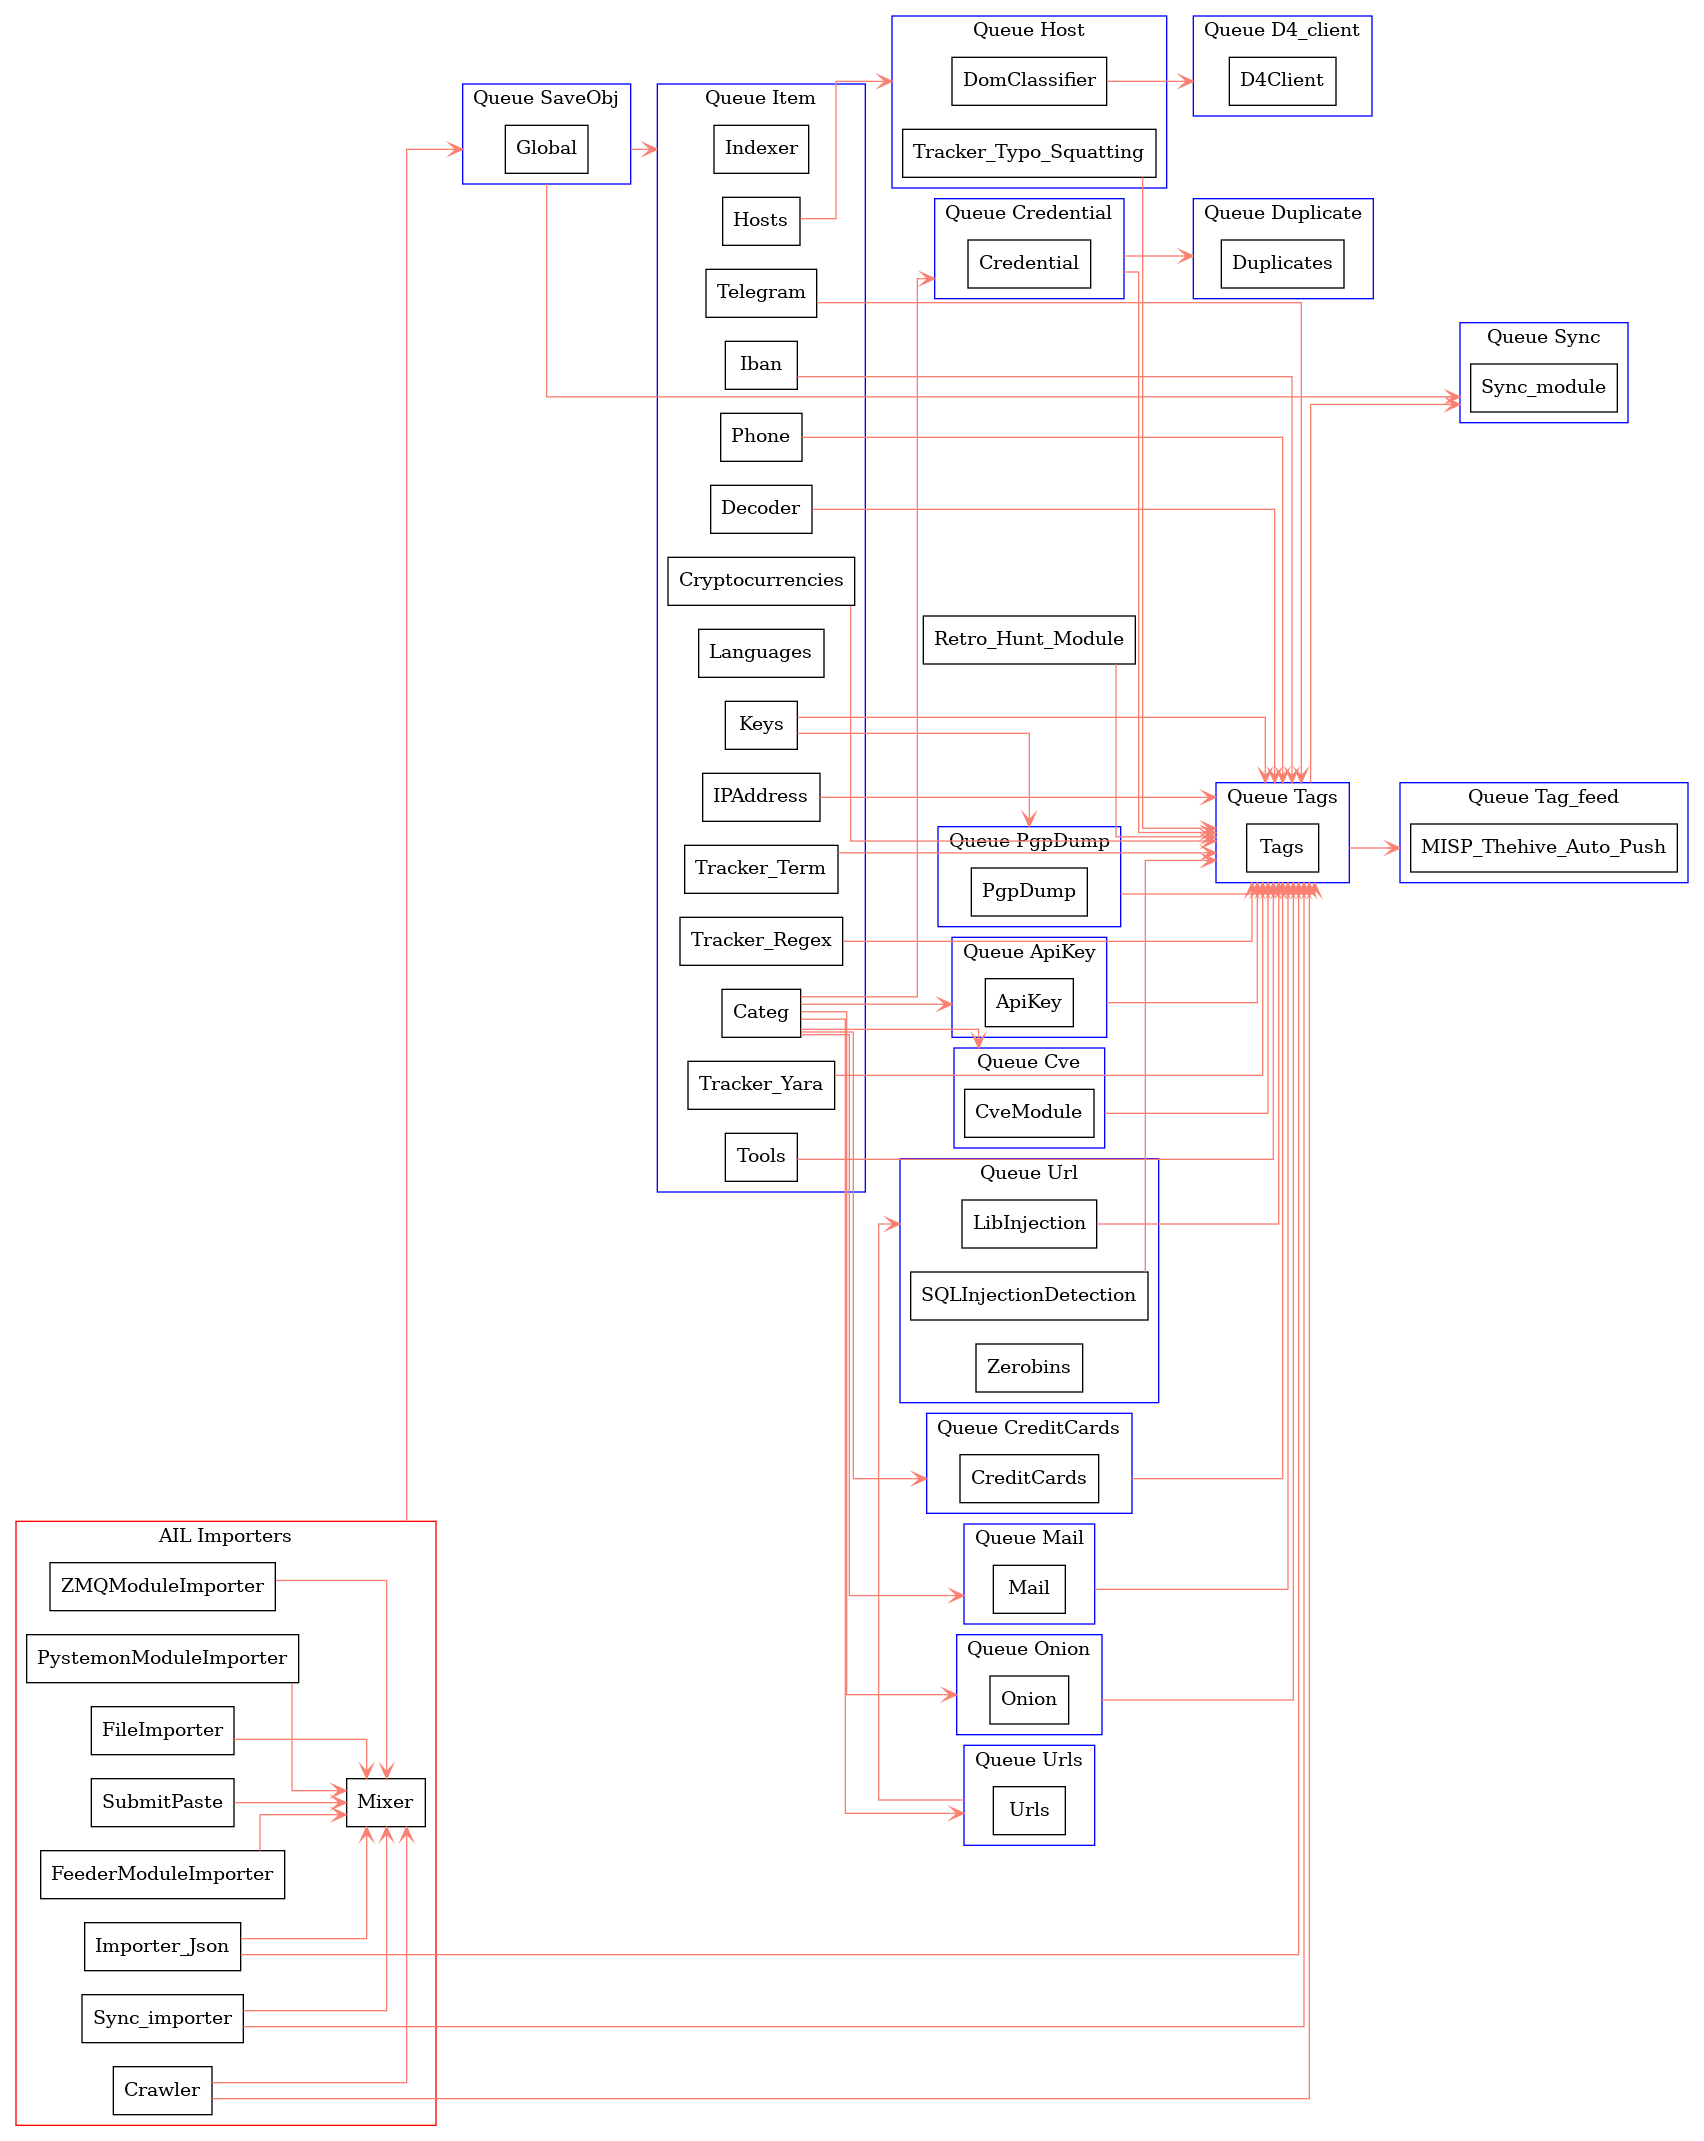 Queue Host
DomClassifier
Tracker_Typo_Squatting
Queue D4_client
D4Client
Queue SaveObj
Global
Queue Item
Indexer
Hosts
Telegram
Iban
Phone
Decoder
Cryptocurrencies
Languages
Keys
IPAddress
Tracker_Term
Tracker_Regex
Categ
Tracker_Yara
Tools
Queue Credential
Credential
Queue Duplicate
Duplicates
Queue Sync
Sync_module
Retro_Hunt_Module
Queue Tags
Tags
Queue Tag_feed
MISP_Thehive_Auto_Push
Queue PgpDump
PgpDump
Queue ApiKey
ApiKey
Queue Cve
CveModule
Queue Url
LibInjection
SQLInjectionDetection
Zerobins
Queue CreditCards
CreditCards
Queue Mail
Mail
Queue Onion
Onion
Queue Urls
Urls
AIL Importers
ZMQModuleImporter
PystemonModuleImporter
FileImporter
SubmitPaste
Mixer
FeederModuleImporter
Importer_Json
Sync_importer
Crawler